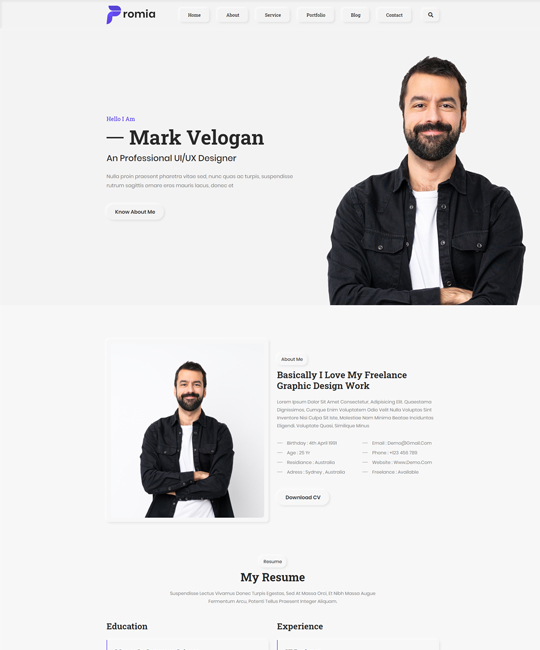 Promia
Home
About
Service
Portfolio
Blog
Contact
Hello I Am
Mark Velogan
An Professional UI/UX Designer
Nulla proin praesent pharetra vitae sed, nunc quas ac turpis, suspendisse
rutrum sagittis ornare eros mauris lacus, donec et
Know About Me
About Me
Basically I Love My Freelance
Graphic Design Work
Lorem Ipsum Dolor Sit Amet Consectetur, Adipisicing Elit. Quaestiona
Dignissimos, Cumque Enim Voluptatem Odio Velit Nulla Voluptas Sint
Inventore Nisi Culpa Sit Iste, Molestiae Nam Minima Beatae Inciduntas
Eligendi, Voluptate Quasi, Similique Minus
Birthday : 4th April 1991
Email : Demo@Gmail.Com
Age : 25 Yr
Phone : +123 456 789
Residiance : Australia
Website : Www.Demo.Com
Adress : Sydney , Australia
Freelance : Available
Download CV
Resume
My Resume
Suspendisse Lectus Vivamus Donec Turpis Egestas, Sed At Massa Orci, Et Nibh Massa Augue
Fermentum Arcu, Potenti Tellus Praesent Integer Aliquam
Education
Experience